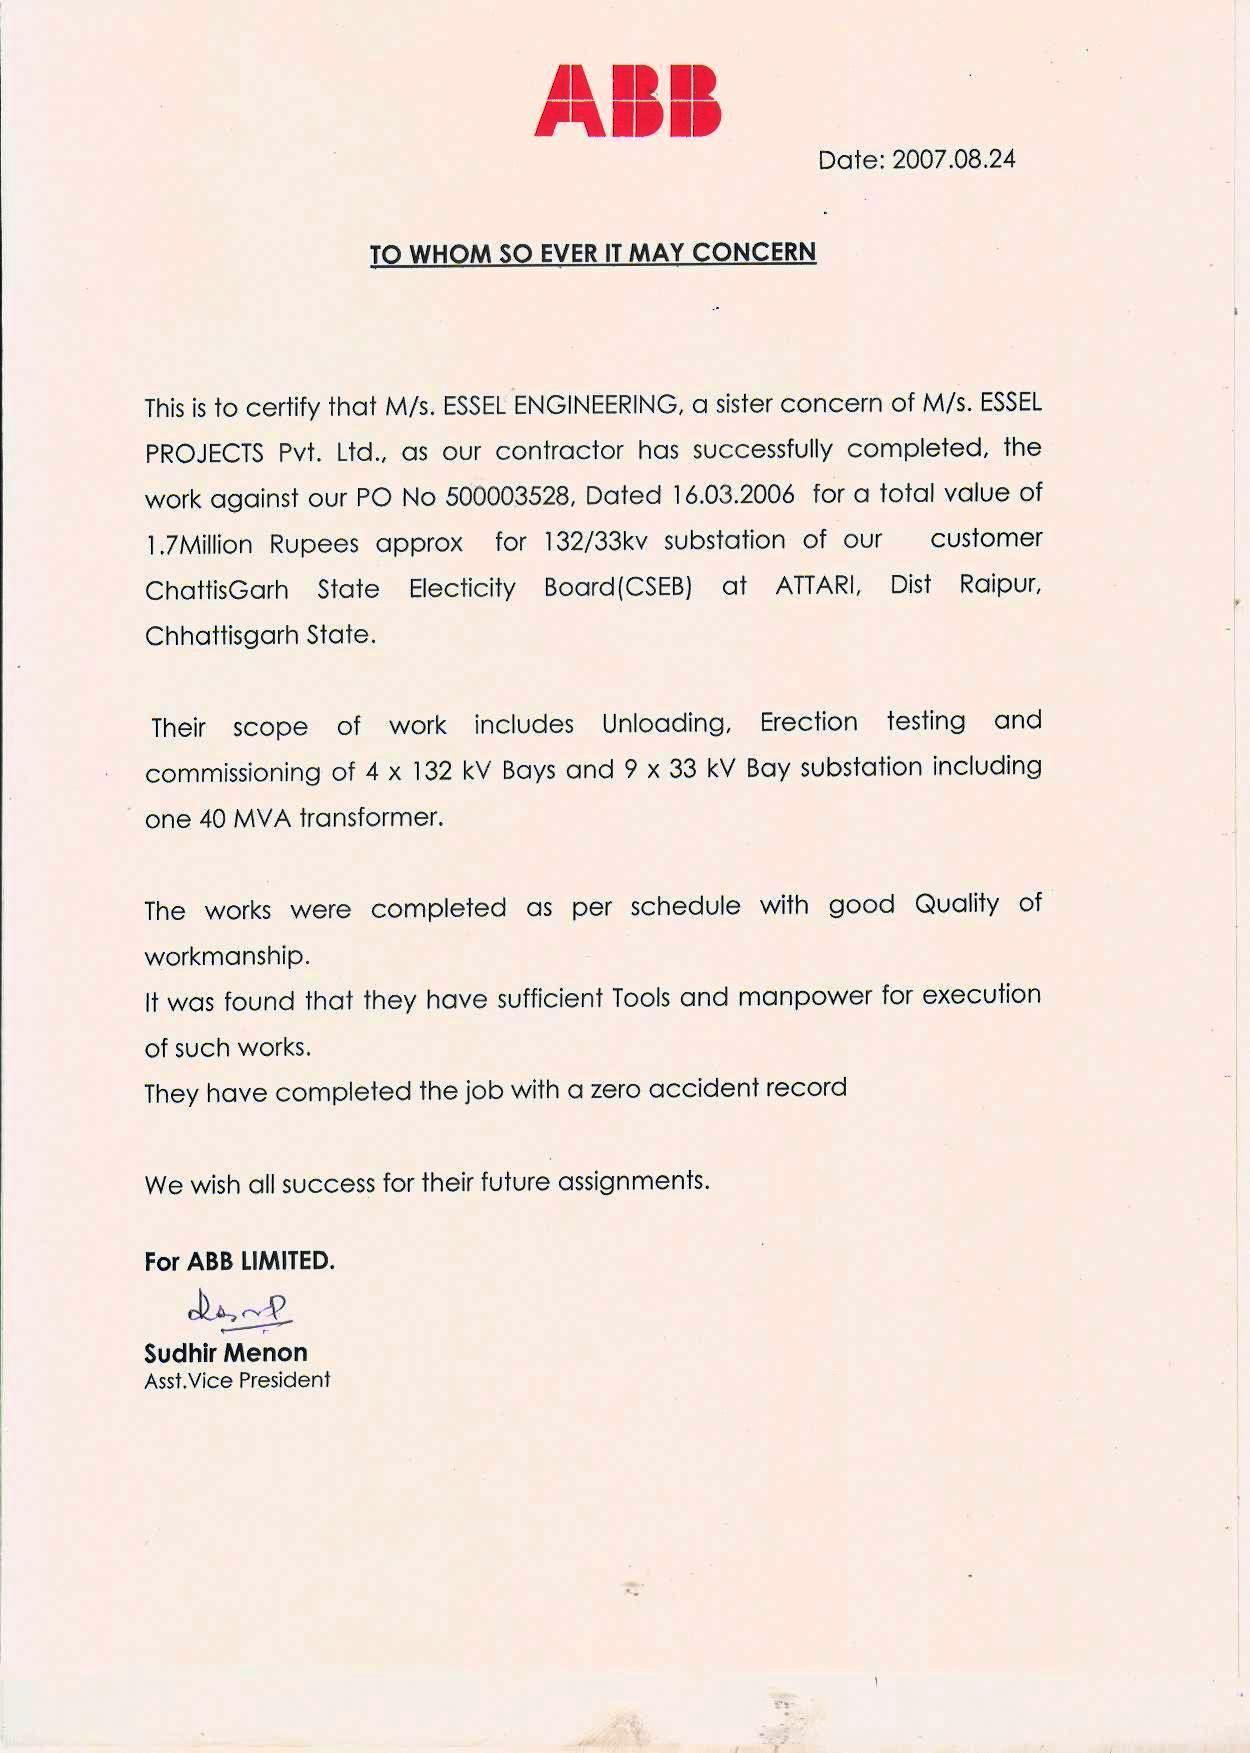 ABB
Date: 2007.08.24
TO WHOM SO EVER IT MAY CONCERN
This is to certify that M/s. ESSEL ENGINEERING, a sister concern of M/s. ESSEL
PROJECTS Pvt. Ltd., as our contractor has successfully completed, the
work against our PO No 500003528, Dated 16.03.2006 for a total value of
1.7Million Rupees approx for 132/33kv substation of our customer
ChattisGarh State Electicity Board(CSEB) at ATTARI, Dist Raipur,
Chhattisgarh State.
Their scope of work includes Unloading, Erection testing and
commissioning of 4 x 132 kV Bays and 9 x 33 kV Bay substation including
one 40 MVA transformer.
The works were completed as per schedule with good Quality of
workmanship.
It was found that they have sufficient Tools and manpower for execution
of such works.
They have completed the job with a zero accident record
We wish all success for their future assignments.
For ABB LIMITED.
Sudhir Menon
Asst.Vice President